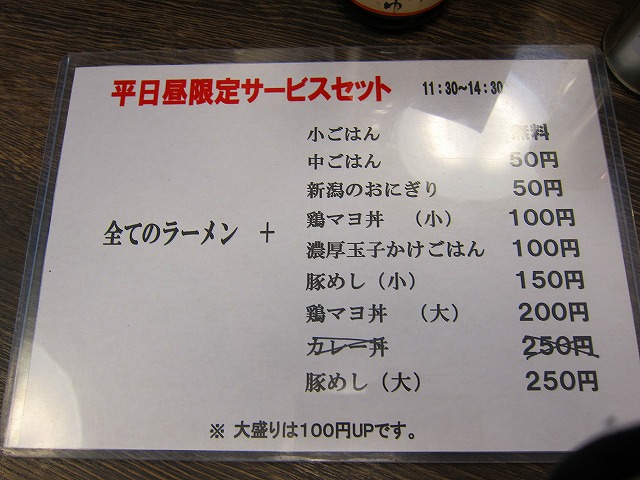 ゆ
平日昼限定サービスセット 11:30~14:30
小ごはん 無料
中ごはん 50円
新潟のおにぎり 50円
鶏マヨ丼 (小) 100円
全てのラーメン + 濃厚玉子かけごはん 100円
豚めし(小) 150円
鶏マヨ丼 (大) 200円
カレー丼 250円
豚めし(大) 250円
※ 大盛りは100円UPです。